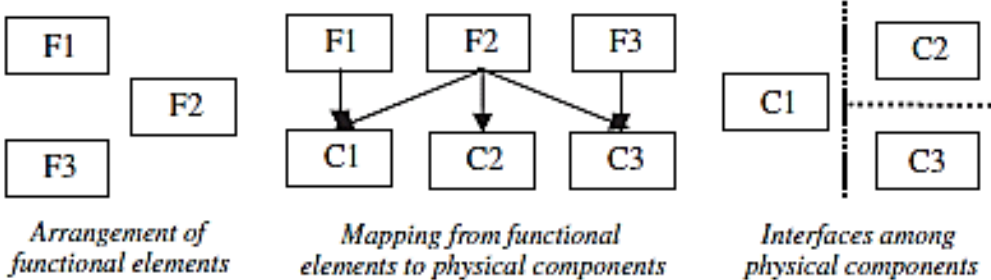 F1
F2
F3
Arrangement of
functional elements
F1 F2 F3
C1 C2 C3
Mapping from functional
elements to physical components
C1
C2
C3
Interfaces among
physical components